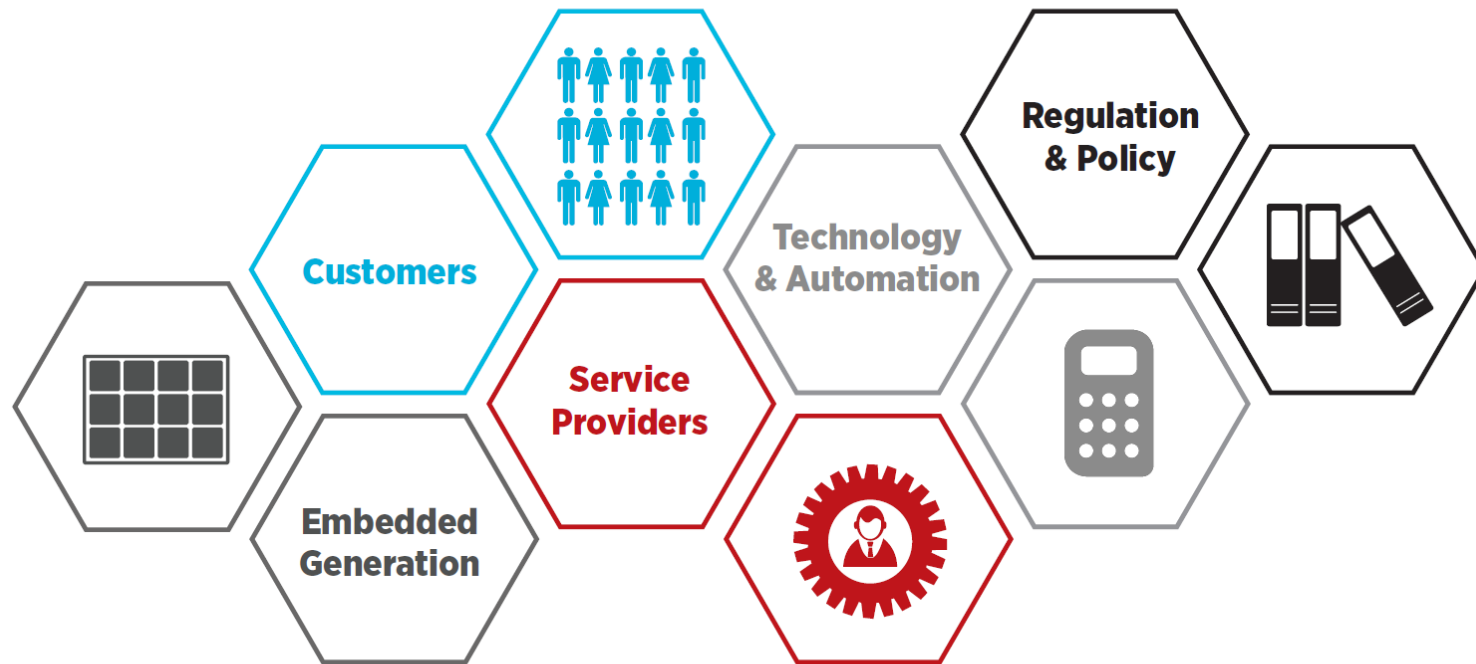 Customers
Embedded
Generation
Service
Providers
Technology
& Automation
Regulation
& Policy